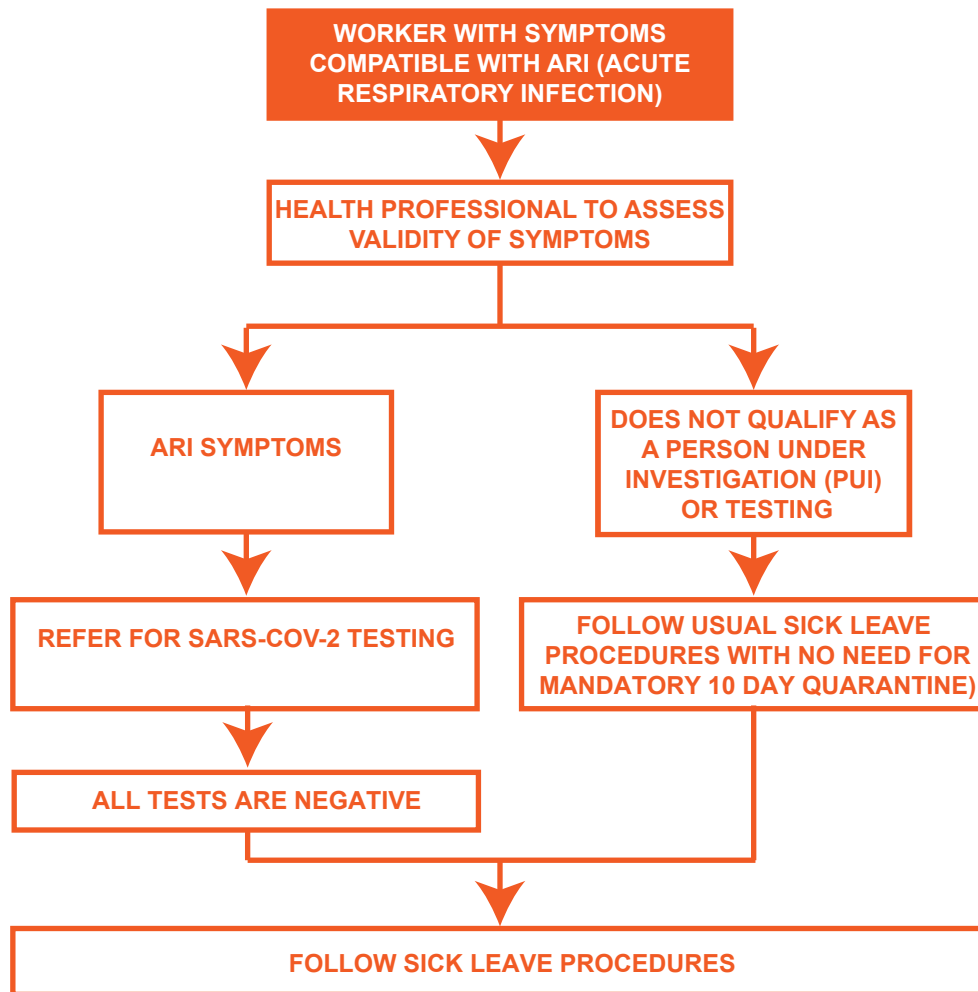 WORKER WITH SYMPTOMS
COMPATIBLE WITH ARI (ACUTE
RESPIRATORY INFECTION)
HEALTH PROFESSIONAL TO ASSESS
VALIDITY OF SYMPTOMS
ARI SYMPTOMS
DOES NOT QUALIFY AS
A PERSON UNDER
INVESTIGATION (PUI)
OR TESTING
REFER FOR SARS-COV-2 TESTING
FOLLOW USUAL SICK LEAVE
PROCEDURES WITH NO NEED FOR
MANDATORY 10 DAY QUARANTINE)
ALL TESTS ARE NEGATIVE
FOLLOW SICK LEAVE PROCEDURES